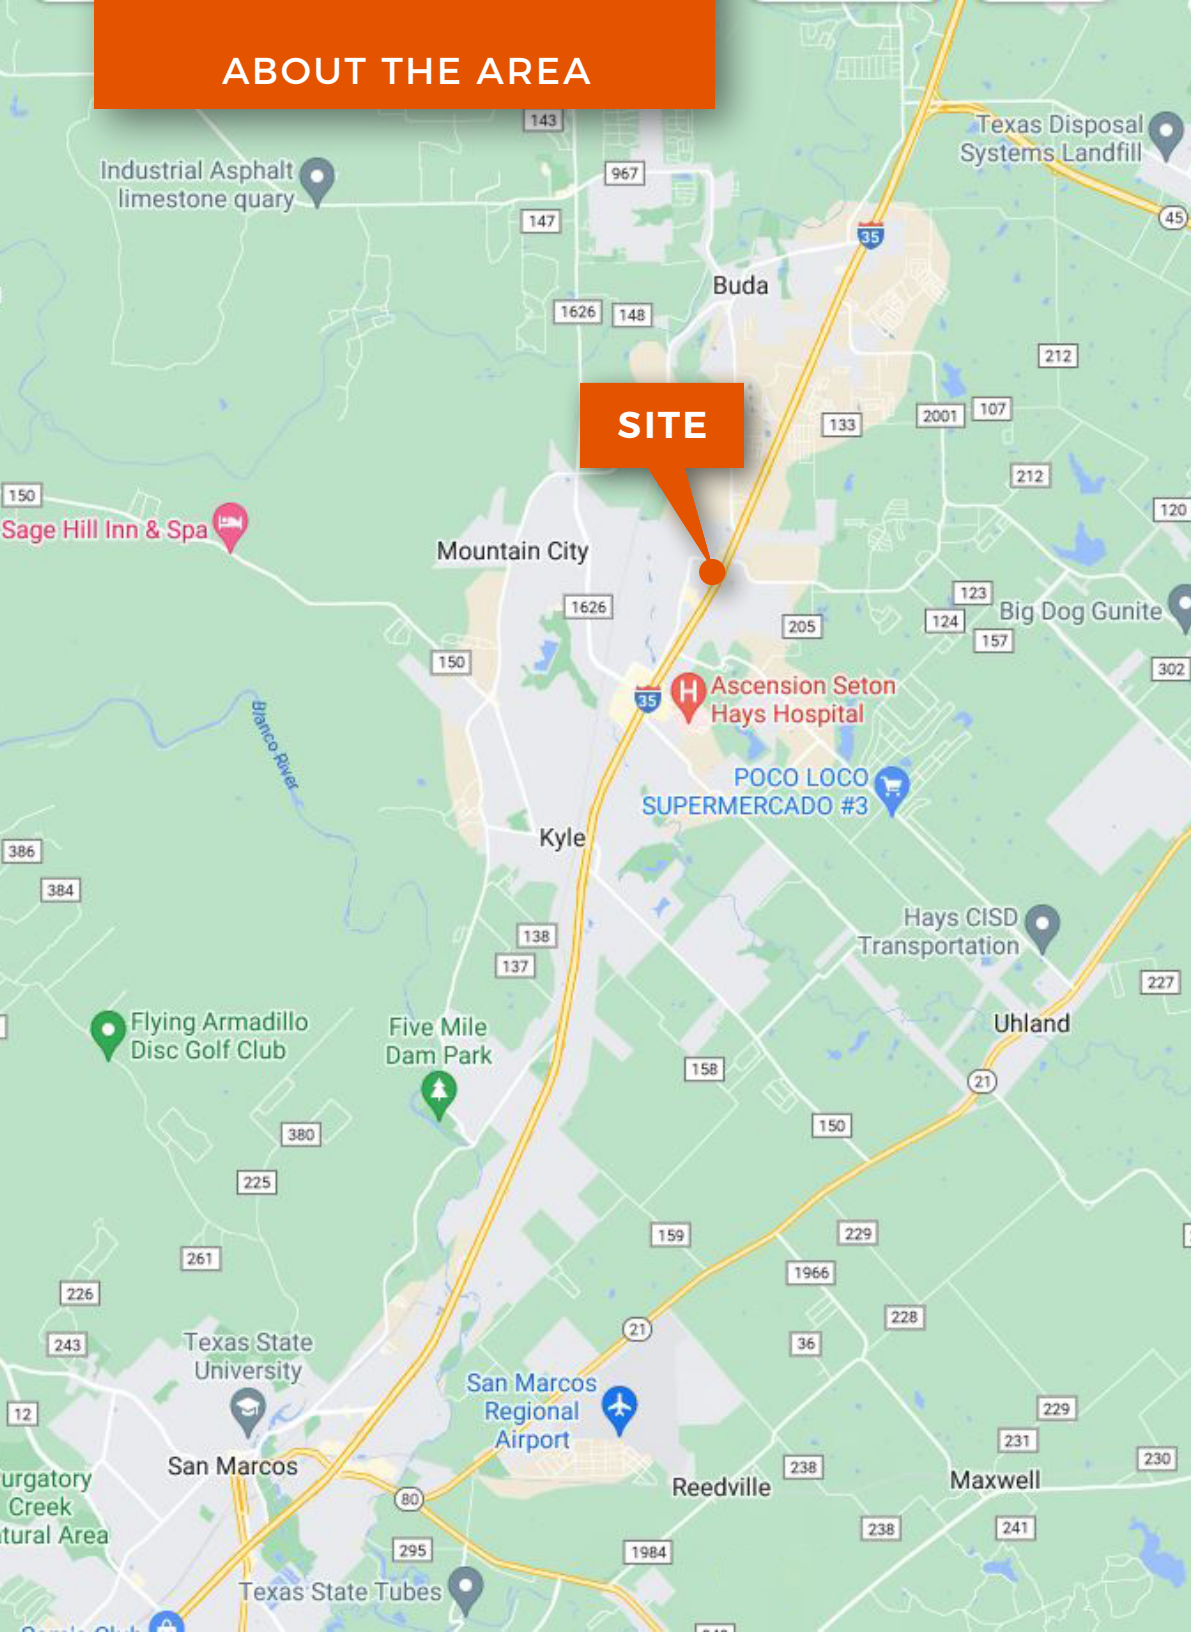 ABOUT THE AREA
143
Texas Disposal
Systems Landfill
Industrial Asphalt
limestone quary
967
147
45
35
Buda
1626
148
212
SITE
133
2001
107
212
150
120
Sage Hill Inn & Spa
Mountain City
123
1626
Big Dog Gunite
205
124
157
150
302
35
H
Ascension Seton
Hays Hospital
Blanco River
POCO LOCO
SUPERMERCADO #3
Kyle
386
384
Hays CISD
Transportation
138
137
227
Flying Armadillo
Disc Golf Club
Five Mile
Dam Park
Uhland
158
21
150
380
225
159
229
261
1966
226
228
21
243
Texas State
University
36
San Marcos
Regional
Airport
12
229
231
San Marcos
238
230
Reedville
Maxwell
urgatory
Creek
tural Area
80
238
241
295
1984
Texas State Tubes